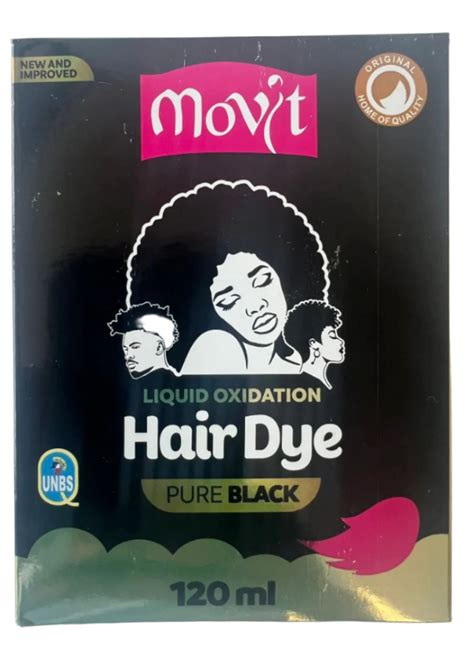 NEW AND
IMPROVED
Movit
ORIGINAL
HOME OF QUALITY
LIQUID OXIDATION
Hair Dye
PURE BLACK
UNBS
Q
120 ml